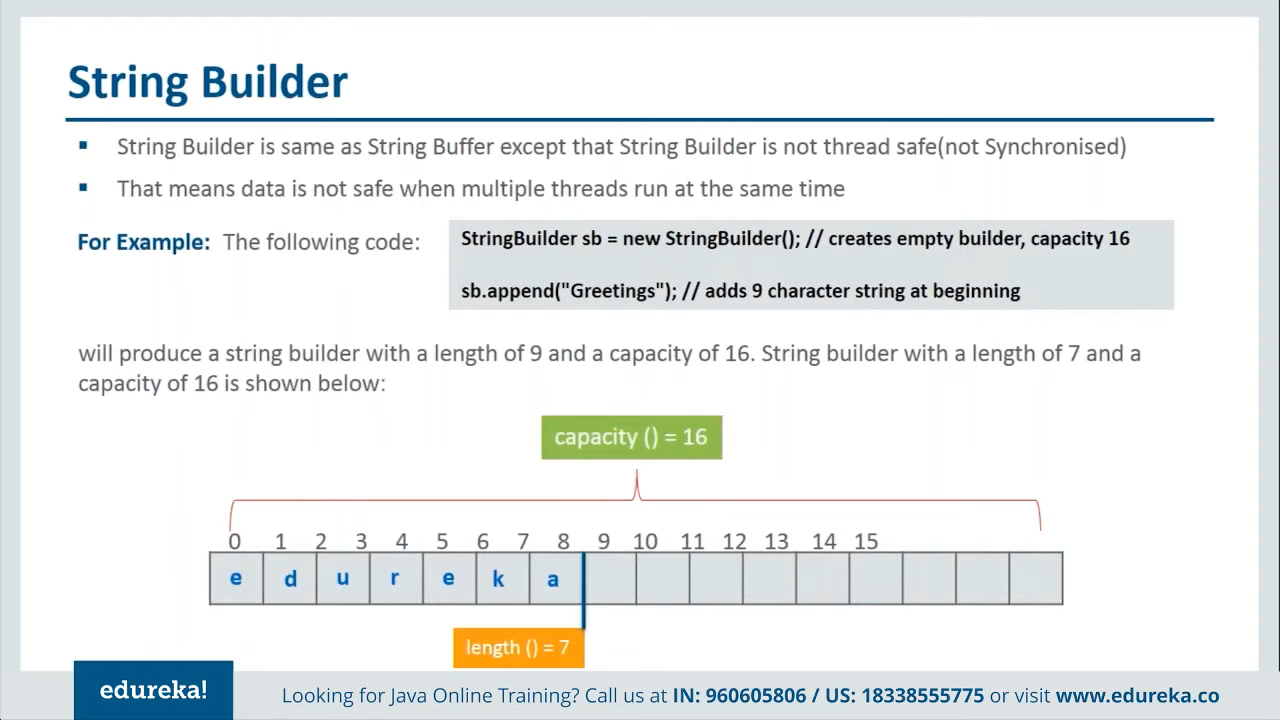 String Builder
▪ String Builder is same as String Buffer except that String Builder is not thread safe(not Synchronised)
▪ That means data is not safe when multiple threads run at the same time
For Example: The following code:
StringBuilder sb = new StringBuilder(); // creates empty builder, capacity 16
sb.append("Greetings"); // adds 9 character string at beginning
will produce a string builder with a length of 9 and a capacity of 16. String builder with a length of 7 and a
capacity of 16 is shown below:
capacity () = 16
0 1 2 3 4 5 6 7 8 9 10 11 12 13 14 15
e d u r e k a
length () = 7
edureka!
Looking for Java Online Training? Call us at IN: 960605806 / US: 18338555775 or visit www.edureka.co